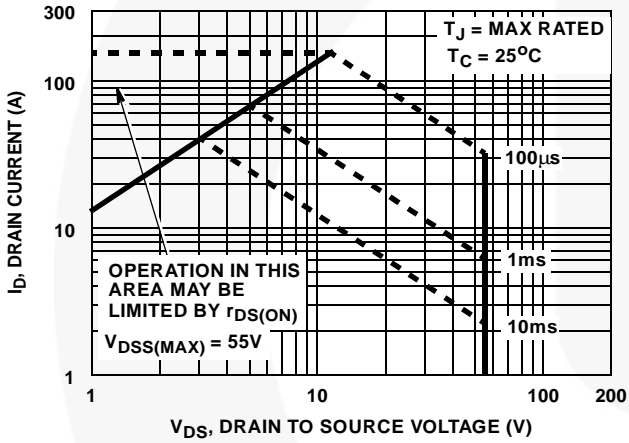 300
100
10
1
I_D, DRAIN CURRENT (A)
T_J = MAX RATED
T_C = 25°C
100μs
1ms
10ms
OPERATION IN THIS
AREA MAY BE
LIMITED BY r_DS(ON)
V_DSS(MAX) = 55V
1
10
100
200
V_DS, DRAIN TO SOURCE VOLTAGE (V)